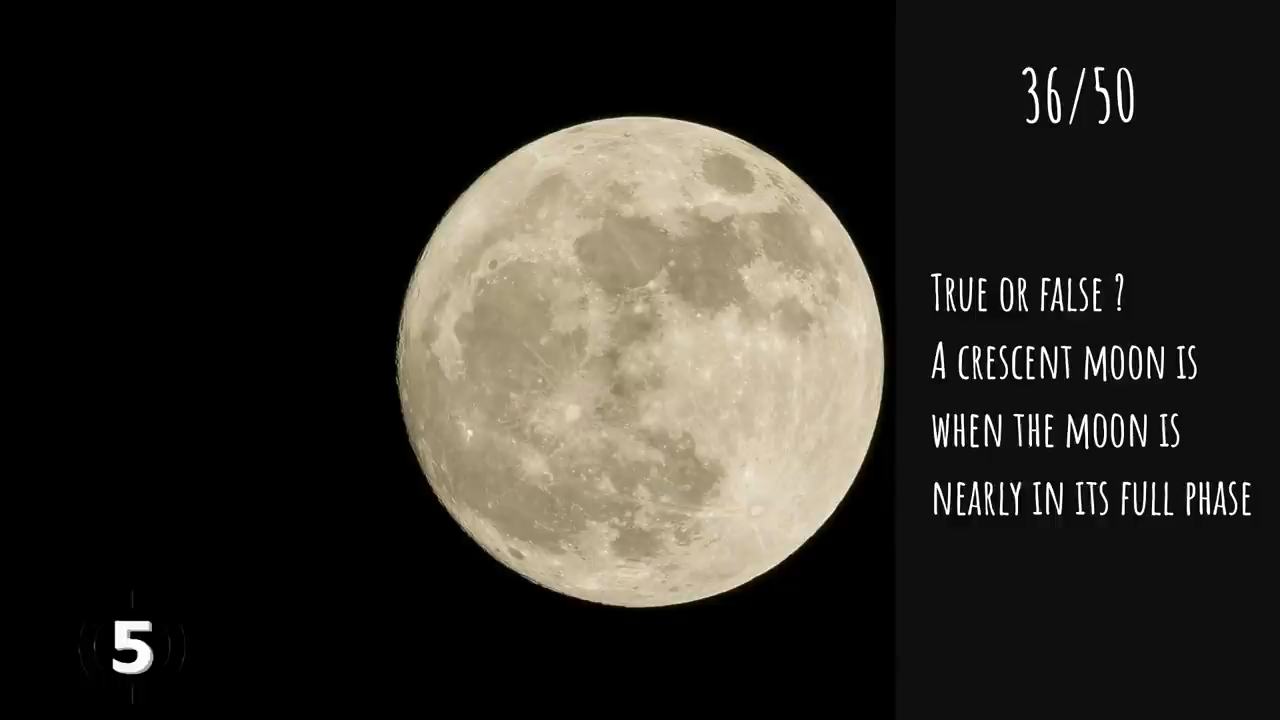 36/50
True or false ?
A crescent moon is
when the moon is
nearly in its full phase
5